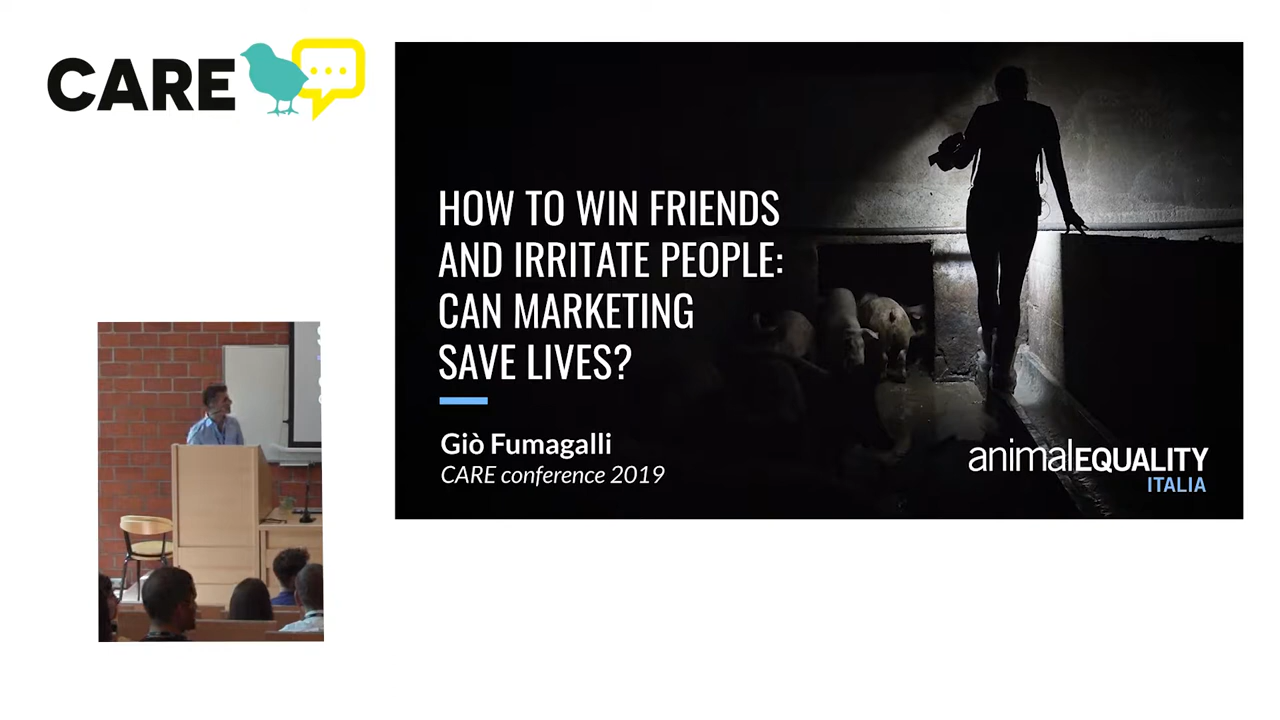 CARE
HOW TO WIN FRIENDS
AND IRRITATE PEOPLE:
CAN MARKETING
SAVE LIVES?
Giò Fumagalli
CARE conference 2019
animalEQUALITY
ITALIA